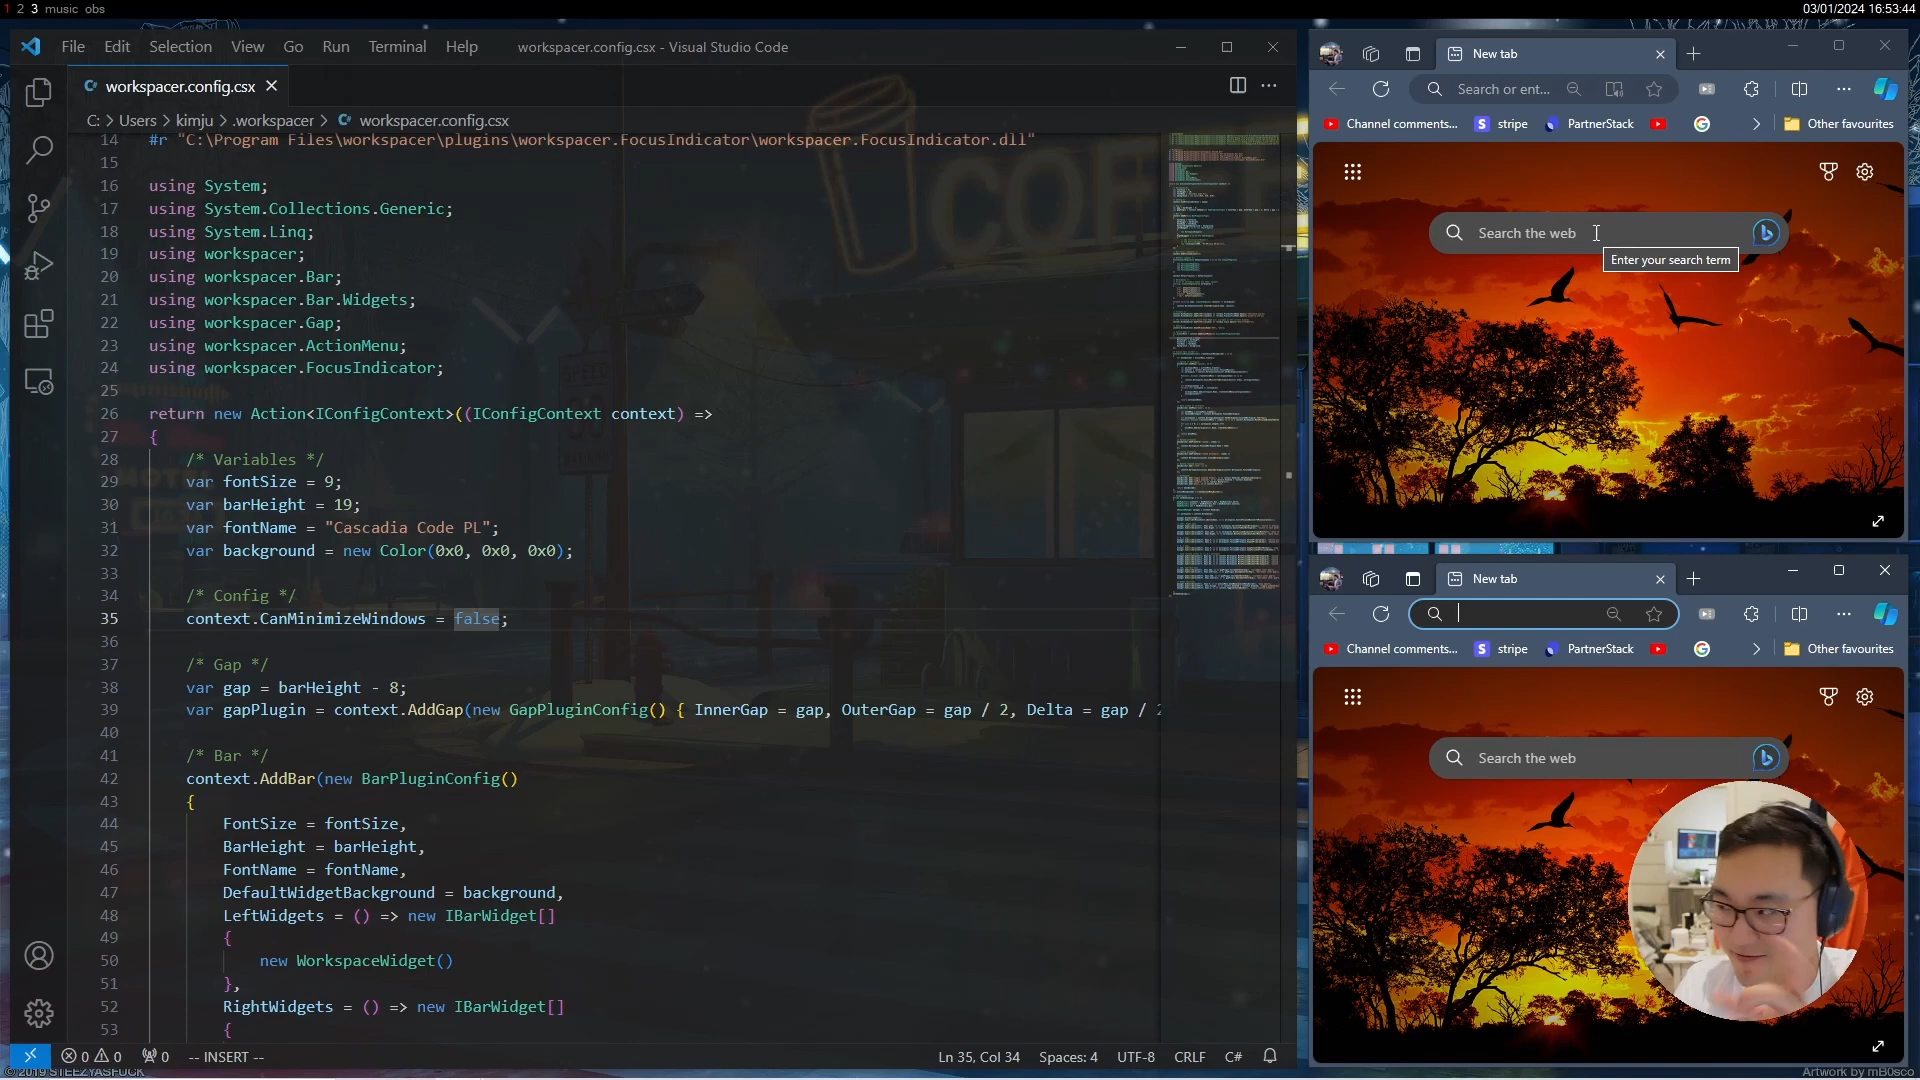 1 2 3 music obs
03/01/2024 16:53:44
File Edit Selection View Go Run Terminal Help
workspacer.config.csx - Visual Studio Code
workspacer.config.csx
C: > Users > kimju > .workspacer > workspacer.config.csx
14 #r "C:\Program Files\workspacer\plugins\workspacer.FocusIndicator\workspacer.FocusIndicator.dll"
15
16 using System;
17 using System.Collections.Generic;
18 using System.Linq;
19 using workspacer;
20 using workspacer.Bar;
21 using workspacer.Bar.Widgets;
22 using workspacer.Gap;
23 using workspacer.ActionMenu;
24 using workspacer.FocusIndicator;
25
26 return new Action<IConfigContext>((IConfigContext context) =>
27 {
28 /* Variables */
29 var fontSize = 9;
30 var barHeight = 19;
31 var fontName = "Cascadia Code PL";
32 var background = new Color(0x0, 0x0, 0x0);
33
34 /* Config */
35 context.CanMinimizeWindows = false;
36
37 /* Gap */
38 var gap = barHeight - 8;
39 var gapPlugin = context.AddGap(new GapPluginConfig() { InnerGap = gap, OuterGap = gap / 2, Delta = gap / 2
40
41 /* Bar */
42 context.AddBar(new BarPluginConfig()
43 {
44 FontSize = fontSize,
45 BarHeight = barHeight,
46 FontName = fontName,
47 DefaultWidgetBackground = background,
48 LeftWidgets = () => new IBarWidget[]
49 {
50 new WorkspaceWidget()
51 },
52 RightWidgets = () => new IBarWidget[]
53 {
0 0 0 -- INSERT --
Ln 35, Col 34 Spaces: 4 UTF-8 CRLF C#
© 2019 STEEZYASFUCK
New tab
Search or ent...
Channel comments... stripe PartnerStack Other favourites
Search the web
Enter your search term
New tab
Channel comments... stripe PartnerStack Other favourites
Search the web
Artwork by mB0sco